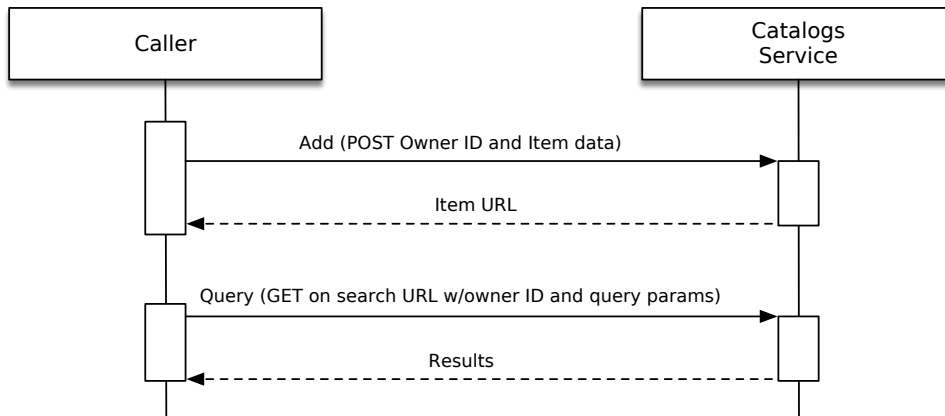 Caller
Catalogs
Service
Add (POST Owner ID and Item data)
Item URL
Query (GET on search URL w/owner ID and query params)
Results